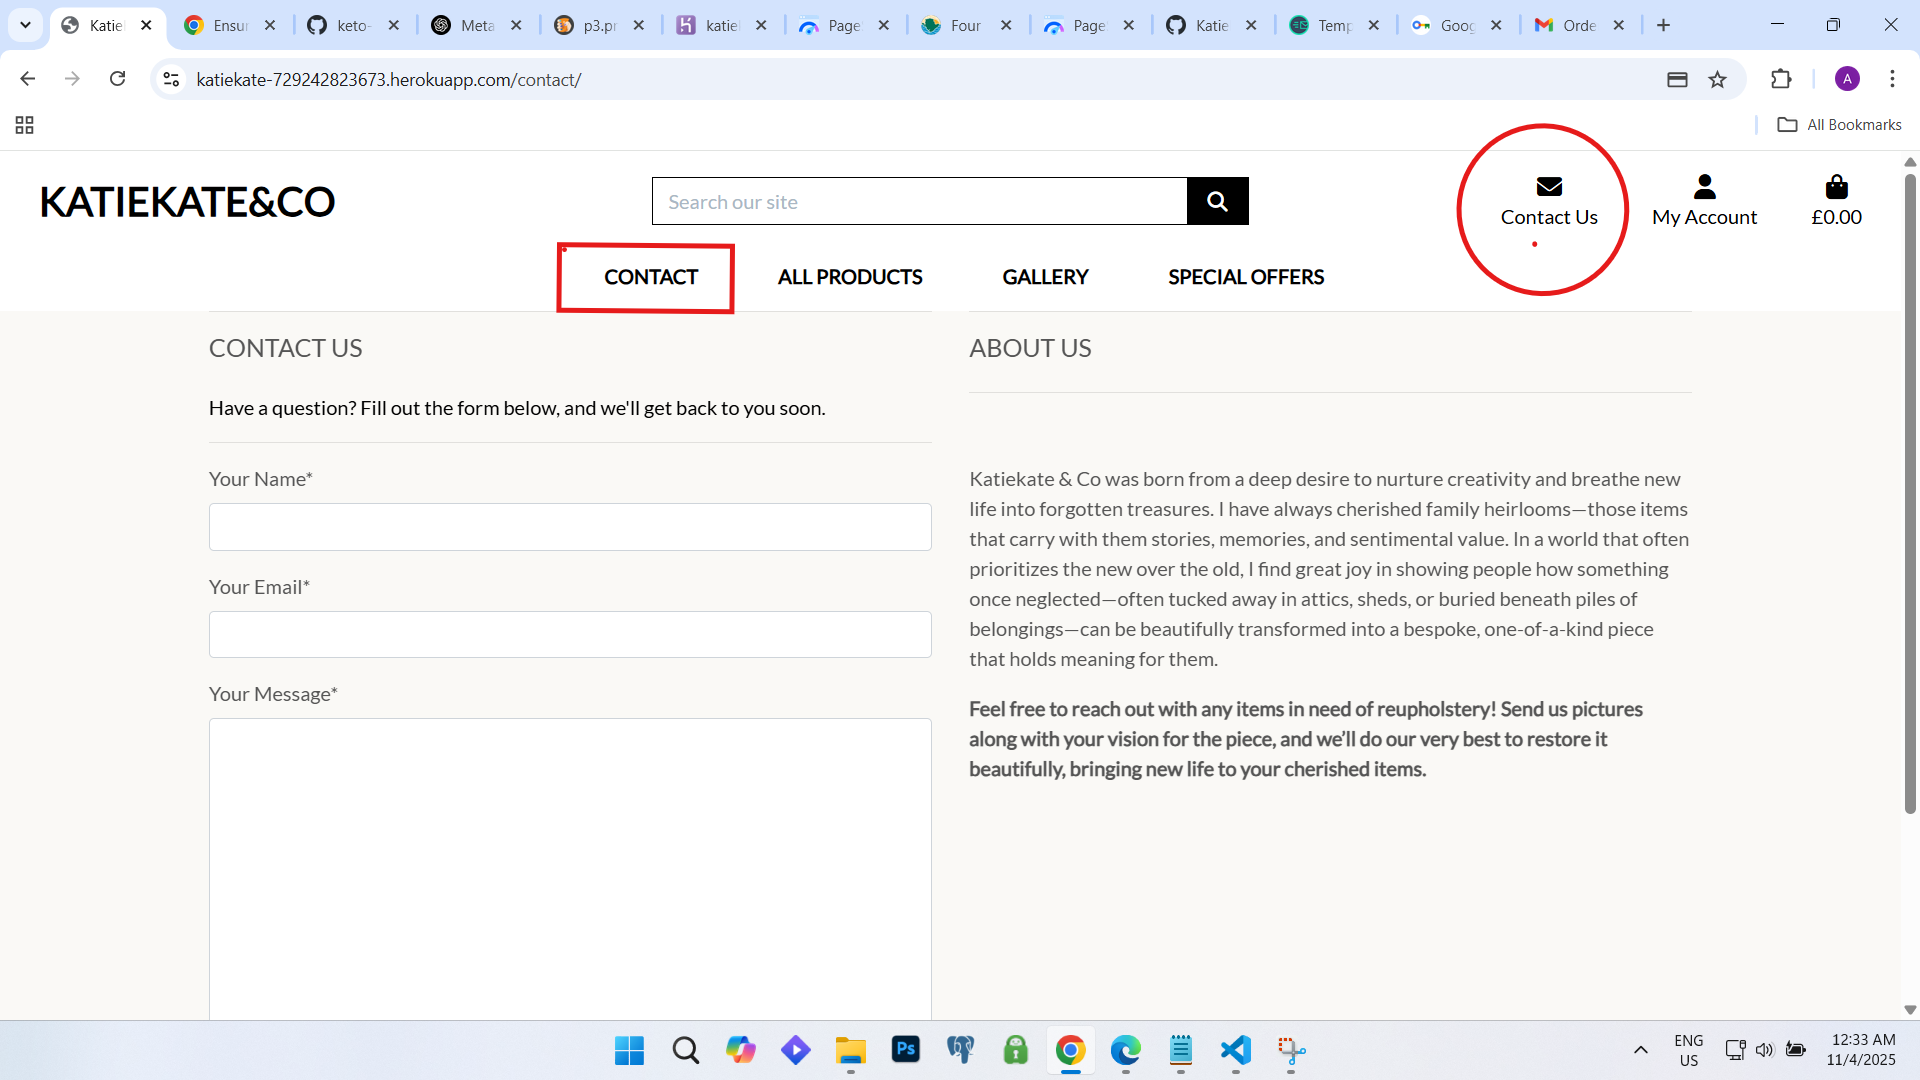 Katie
Ensur
keto-
Meta
p3.pr
katiel
Page
Four
Page
Katie
Temp
Goog
Orde
katiekate-729242823673.herokuapp.com/contact/
A
All Bookmarks
KATIEKATE&CO
Search our site
Contact Us
My Account
£0.00
CONTACT
ALL PRODUCTS
GALLERY
SPECIAL OFFERS
CONTACT US
Have a question? Fill out the form below, and we'll get back to you soon.
Your Name*
Your Email*
Your Message*
ABOUT US
Katiekate & Co was born from a deep desire to nurture creativity and breathe new
life into forgotten treasures. I have always cherished family heirlooms—those items
that carry with them stories, memories, and sentimental value. In a world that often
prioritizes the new over the old, I find great joy in showing people how something
once neglected—often tucked away in attics, sheds, or buried beneath piles of
belongings—can be beautifully transformed into a bespoke, one-of-a-kind piece
that holds meaning for them.
Feel free to reach out with any items in need of reupholstery! Send us pictures
along with your vision for the piece, and we’ll do our very best to restore it
beautifully, bringing new life to your cherished items.
Ps
ENG
US
12:33 AM
11/4/2025